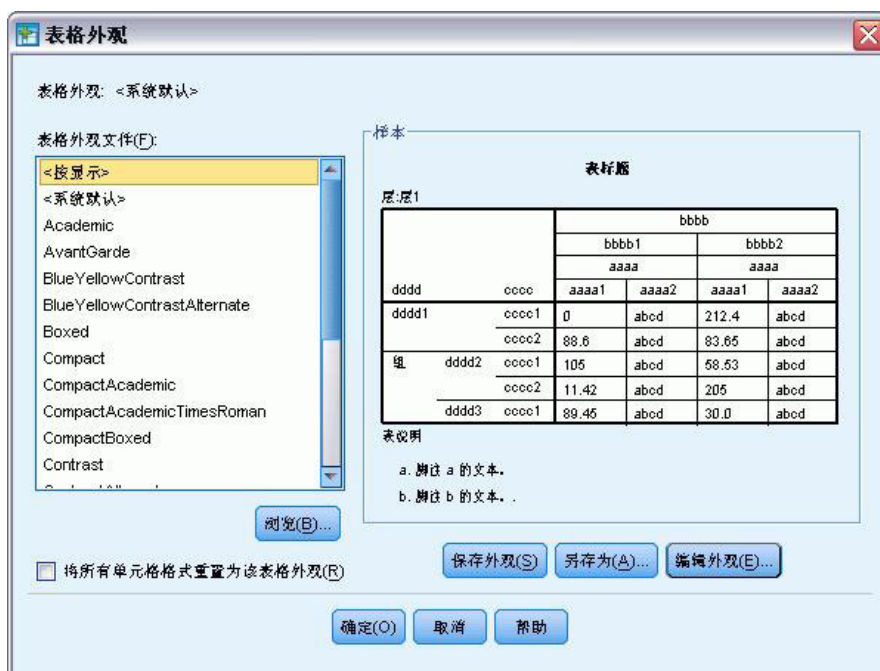 表格外观
表格外观: <系统默认>
表格外观文件(F):
<按显示>
<系统默认>
Academic
AvantGarde
BlueYellowContrast
BlueYellowContrastAlternate
Boxed
Compact
CompactAcademic
CompactAcademicTimesRoman
CompactBoxed
Contrast
浏览(B)...
将所有单元格格式重置为该表格外观(R)
样本
表标题
层:层1
bbbb
bbbb1 bbbb2
aaaa aaaa
dddd cccc aaaa1 aaaa2 aaaa1 aaaa2
dddd1 cccc1 0 abcd 212.4 abcd
cccc2 88.6 abcd 83.65 abcd
组 dddd2 cccc1 105 abcd 58.53 abcd
cccc2 11.42 abcd 205 abcd
dddd3 cccc1 89.45 abcd 30.0 abcd
表说明
a. 脚注 a 的文本。
b. 脚注 b 的文本。.
保存外观(S) 另存为(A)... 编辑外观(E)...
确定(O) 取消 帮助